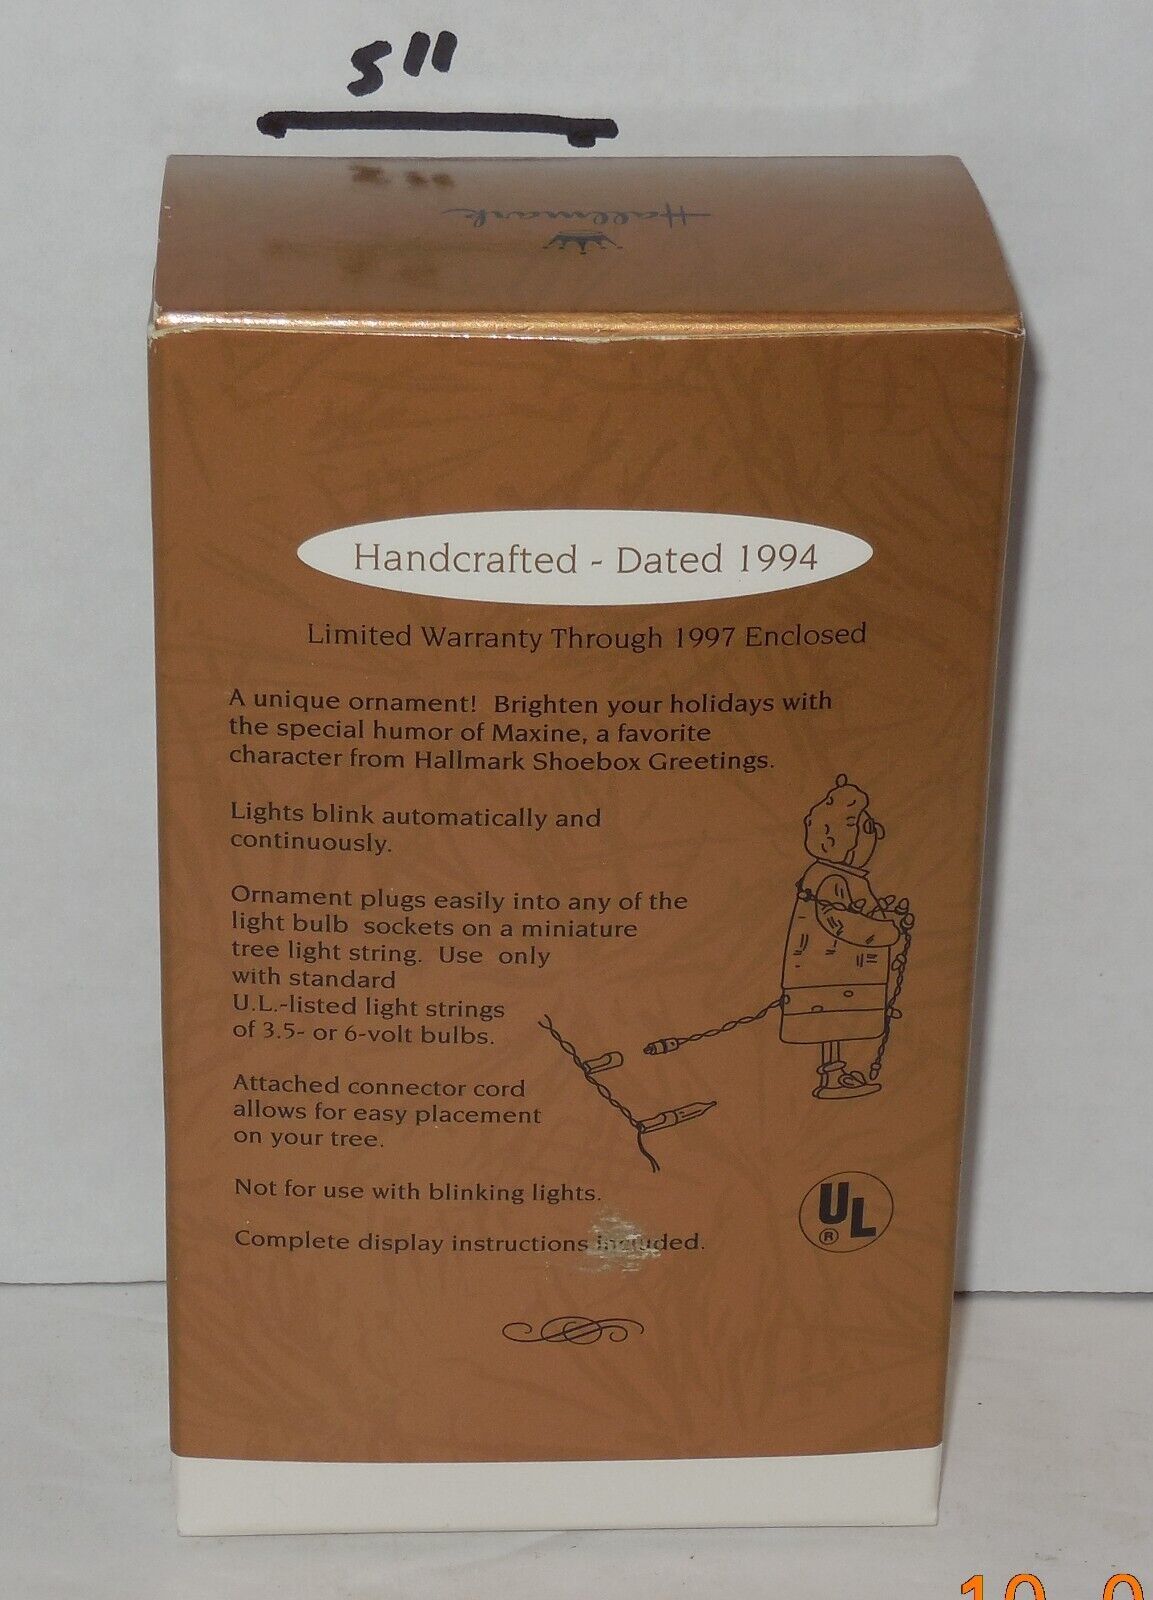 5"
Hallmark
Handcrafted - Dated 1994
Limited Warranty Through 1997 Enclosed
A unique ornament! Brighten your holidays with
the special humor of Maxine, a favorite
character from Hallmark Shoebox Greetings.
Lights blink automatically and
continuously.
Ornament plugs easily into any of the
light bulb sockets on a miniature
tree light string. Use only
with standard
U.L.-listed light strings
of 3.5- or 6-volt bulbs.
Attached connector cord
allows for easy placement
on your tree.
Not for use with blinking lights.
Complete display instructions included.
UL
®